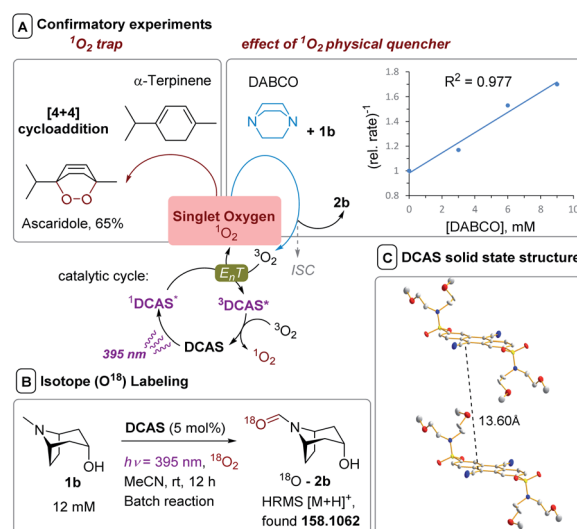 A Confirmatory experiments
¹O₂ trap
effect of ¹O₂ physical quencher
α-Terpinene
[4+4]
cycloaddition
O-O
Ascaridole, 65%
DABCO
N
N
+ 1b
2b
ISC
R² = 0.977
(rel. rate)⁻¹
1.8
1.6
1.4
1.2
1
0.8
0 2 4 6 8 10
[DABCO], mM
Singlet Oxygen
¹O₂
³O₂
catalytic cycle:
EₙT
¹DCAS*
³DCAS*
³O₂
395 nm
DCAS
¹O₂
C DCAS solid state structure
13.60Å
B Isotope (O¹⁸) Labeling
N
OH
1b
12 mM
DCAS (5 mol%)
hν = 395 nm, ¹⁸O₂
MeCN, rt, 12 h
Batch reaction
¹⁸O
N
OH
¹⁸O - 2b
HRMS [M+H]⁺,
found 158.1062